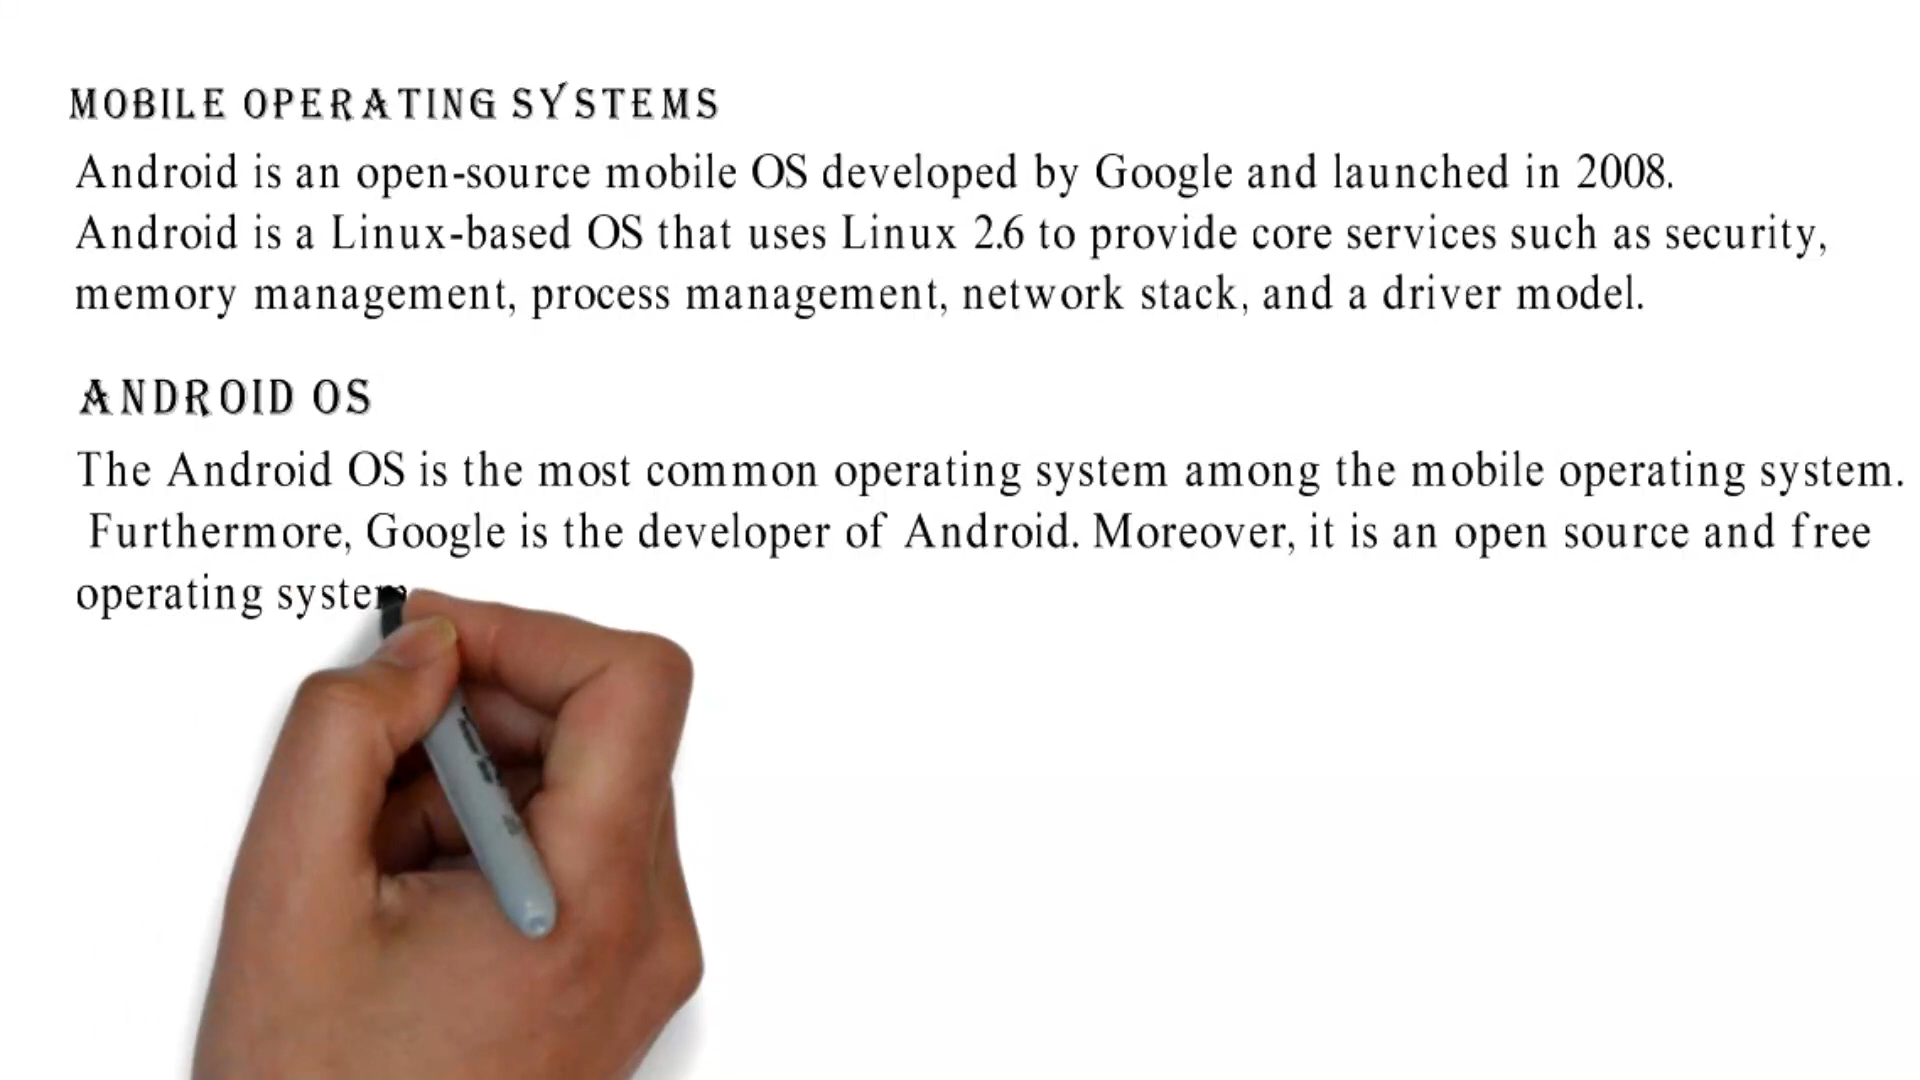 MOBILE OPERATING SYSTEMS
Android is an open-source mobile OS developed by Google and launched in 2008.
Android is a Linux-based OS that uses Linux 2.6 to provide core services such as security,
memory management, process management, network stack, and a driver model.
ANDROID OS
The Android OS is the most common operating system among the mobile operating system.
Furthermore, Google is the developer of Android. Moreover, it is an open source and free
operating system